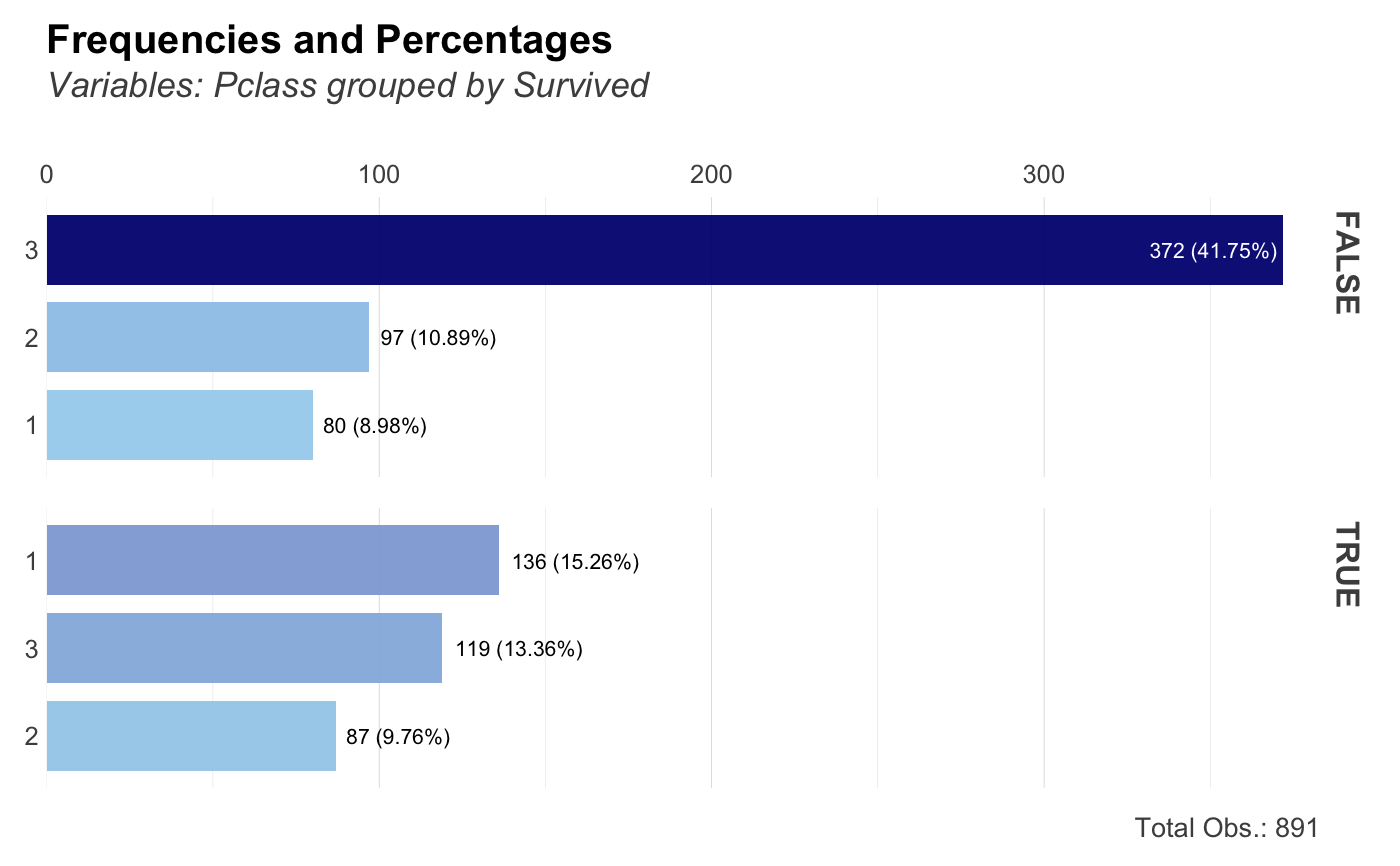 Frequencies and Percentages
Variables: Pclass grouped by Survived
0 100 200 300
FALSE
3 372 (41.75%)
2 97 (10.89%)
1 80 (8.98%)
TRUE
1 136 (15.26%)
3 119 (13.36%)
2 87 (9.76%)
Total Obs.: 891